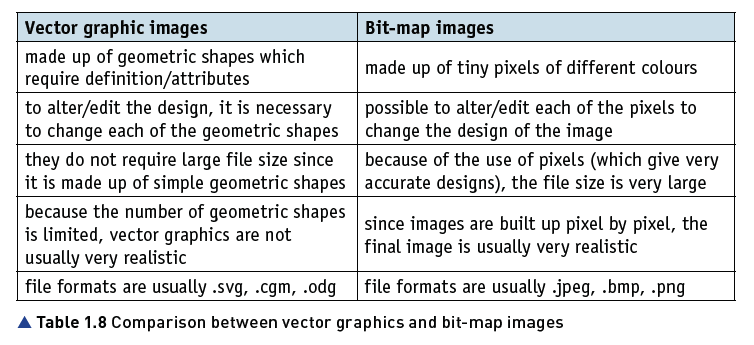 Vector graphic images
Bit-map images
made up of geometric shapes which
require definition/attributes
made up of tiny pixels of different colours
to alter/edit the design, it is necessary
to change each of the geometric shapes
possible to alter/edit each of the pixels to
change the design of the image
they do not require large file size since
it is made up of simple geometric shapes
because of the use of pixels (which give very
accurate designs), the file size is very large
because the number of geometric shapes
is limited, vector graphics are not
usually very realistic
since images are built up pixel by pixel, the
final image is usually very realistic
file formats are usually .svg, .cgm, .odg
file formats are usually .jpeg, .bmp, .png
▲ Table 1.8 Comparison between vector graphics and bit-map images